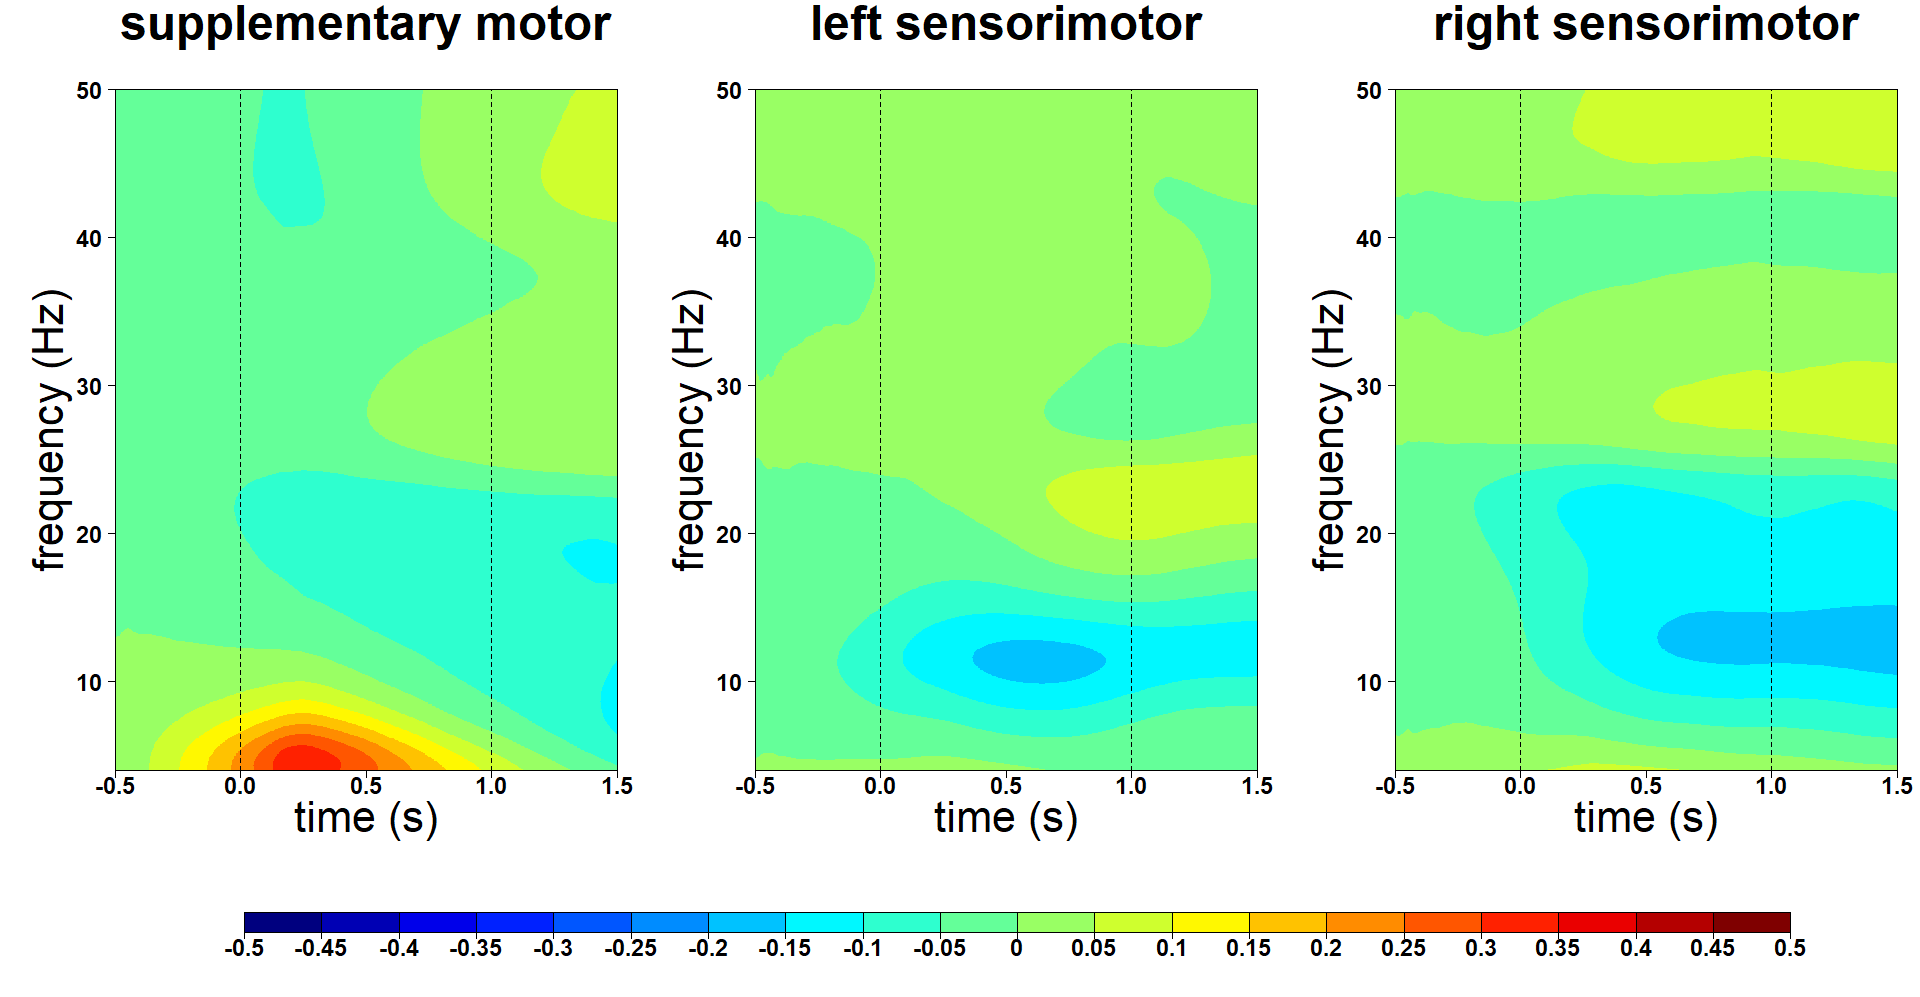 supplementary motor
left sensorimotor
right sensorimotor
frequency (Hz)
50
40
30
20
10
-0.5 0.0 0.5 1.0 1.5
time (s)
frequency (Hz)
50
40
30
20
10
-0.5 0.0 0.5 1.0 1.5
time (s)
frequency (Hz)
50
40
30
20
10
-0.5 0.0 0.5 1.0 1.5
time (s)
-0.5 -0.45 -0.4 -0.35 -0.3 -0.25 -0.2 -0.15 -0.1 -0.05 0 0.05 0.1 0.15 0.2 0.25 0.3 0.35 0.4 0.45 0.5